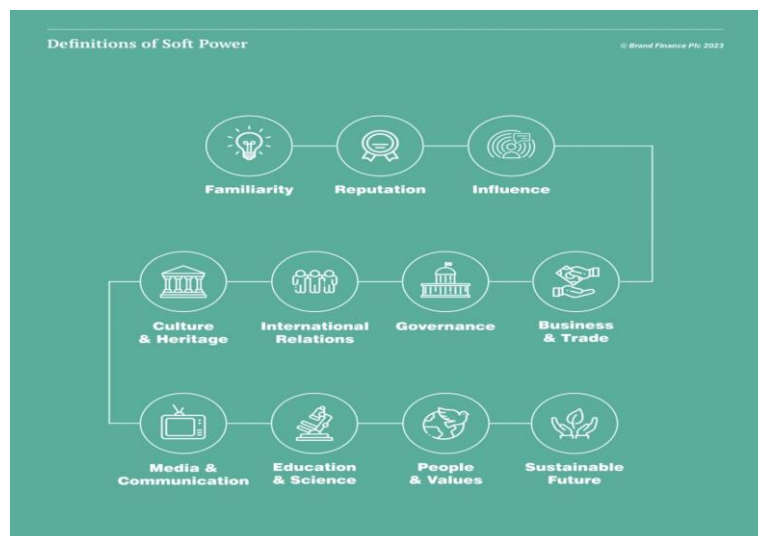 Definitions of Soft Power
© Brand Finance Plc 2023
Familiarity
Reputation
Influence
Culture
& Heritage
International
Relations
Governance
Business
& Trade
Media &
Communication
Education
& Science
People
& Values
Sustainable
Future